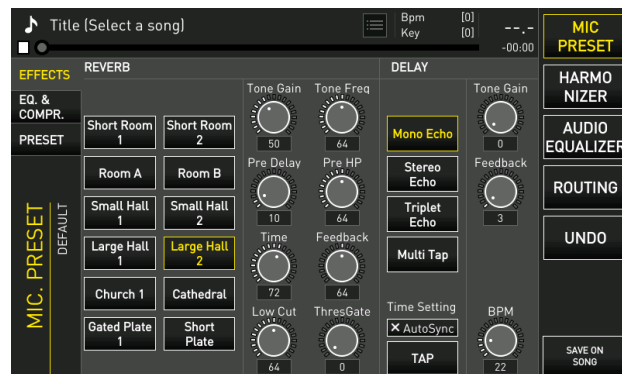 Title (Select a song)
Bpm [0]
Key [0]
--.-
-00:00
MIC
PRESET
EFFECTS
REVERB
DELAY
HARMO
NIZER
EQ. &
COMPR.
Tone Gain
Tone Freq
Tone Gain
PRESET
Short Room
1
Short Room
2
50
64
Mono Echo
0
AUDIO
EQUALIZER
Room A
Room B
Pre Delay
Pre HP
Stereo
Echo
Feedback
ROUTING
Small Hall
1
Small Hall
2
10
64
Triplet
Echo
3
MIC. PRESET
DEFAULT
Large Hall
1
Large Hall
2
Time
Feedback
Multi Tap
UNDO
Church 1
Cathedral
72
64
Gated Plate
1
Short
Plate
Low Cut
ThresGate
Time Setting
AutoSync
BPM
64
0
TAP
22
SAVE ON
SONG